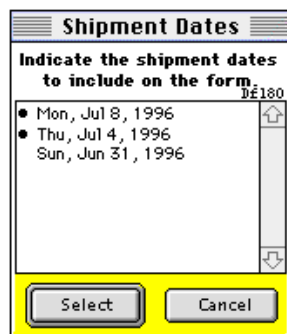 Shipment Dates
Indicate the shipment dates
to include on the form.
Df180
● Mon, Jul 8, 1996
● Thu, Jul 4, 1996
Sun, Jun 31, 1996
Select
Cancel